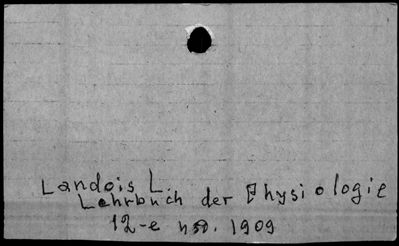 Landois L.
Lehrbuch der Physiologie
12-е изд. 1909